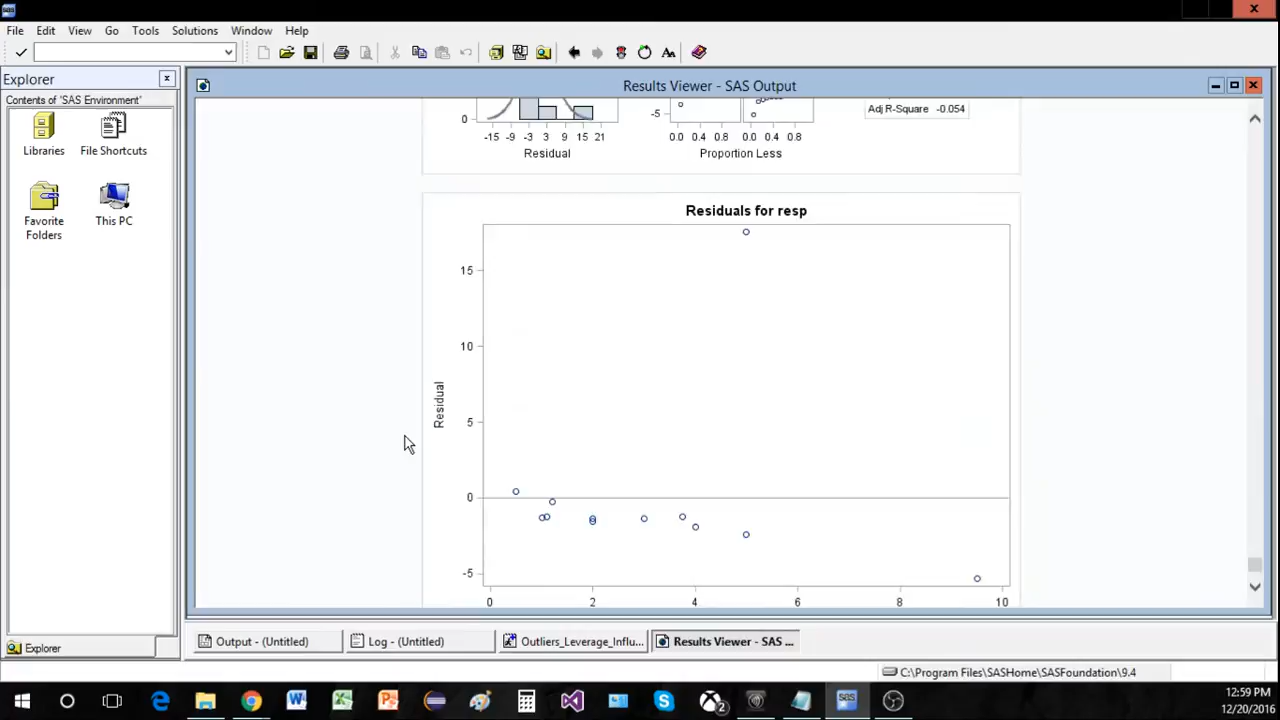 File Edit View Go Tools Solutions Window Help
Explorer
Contents of 'SAS Environment'
Libraries
File Shortcuts
Favorite
Folders
This PC
Explorer
Results Viewer - SAS Output
0
-15 -9 -3 3 9 15 21
Residual
-5
0.0 0.4 0.8 0.0 0.4 0.8
Proportion Less
Adj R-Square -0.054
Residuals for resp
15
10
5
0
-5
Residual
0 2 4 6 8 10
Output - (Untitled)
Log - (Untitled)
Outliers_Leverage_Influ...
Results Viewer - SAS ...
C:\Program Files\SASHome\SASFoundation\9.4
12:59 PM
12/20/2016